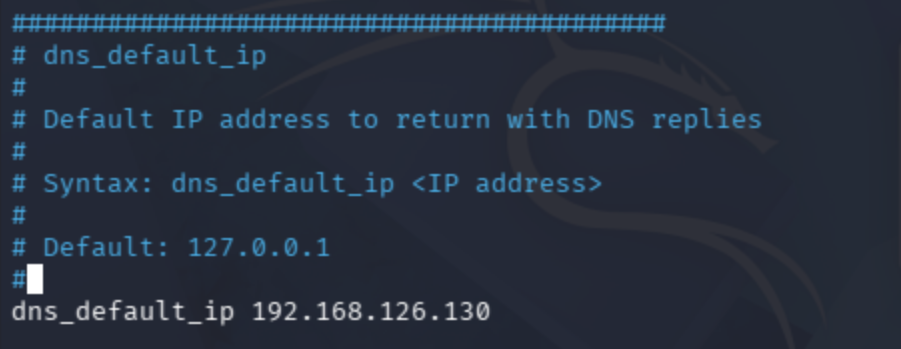 #########################################
# dns_default_ip
#
# Default IP address to return with DNS replies
#
# Syntax: dns_default_ip <IP address>
#
# Default: 127.0.0.1
#
dns_default_ip 192.168.126.130